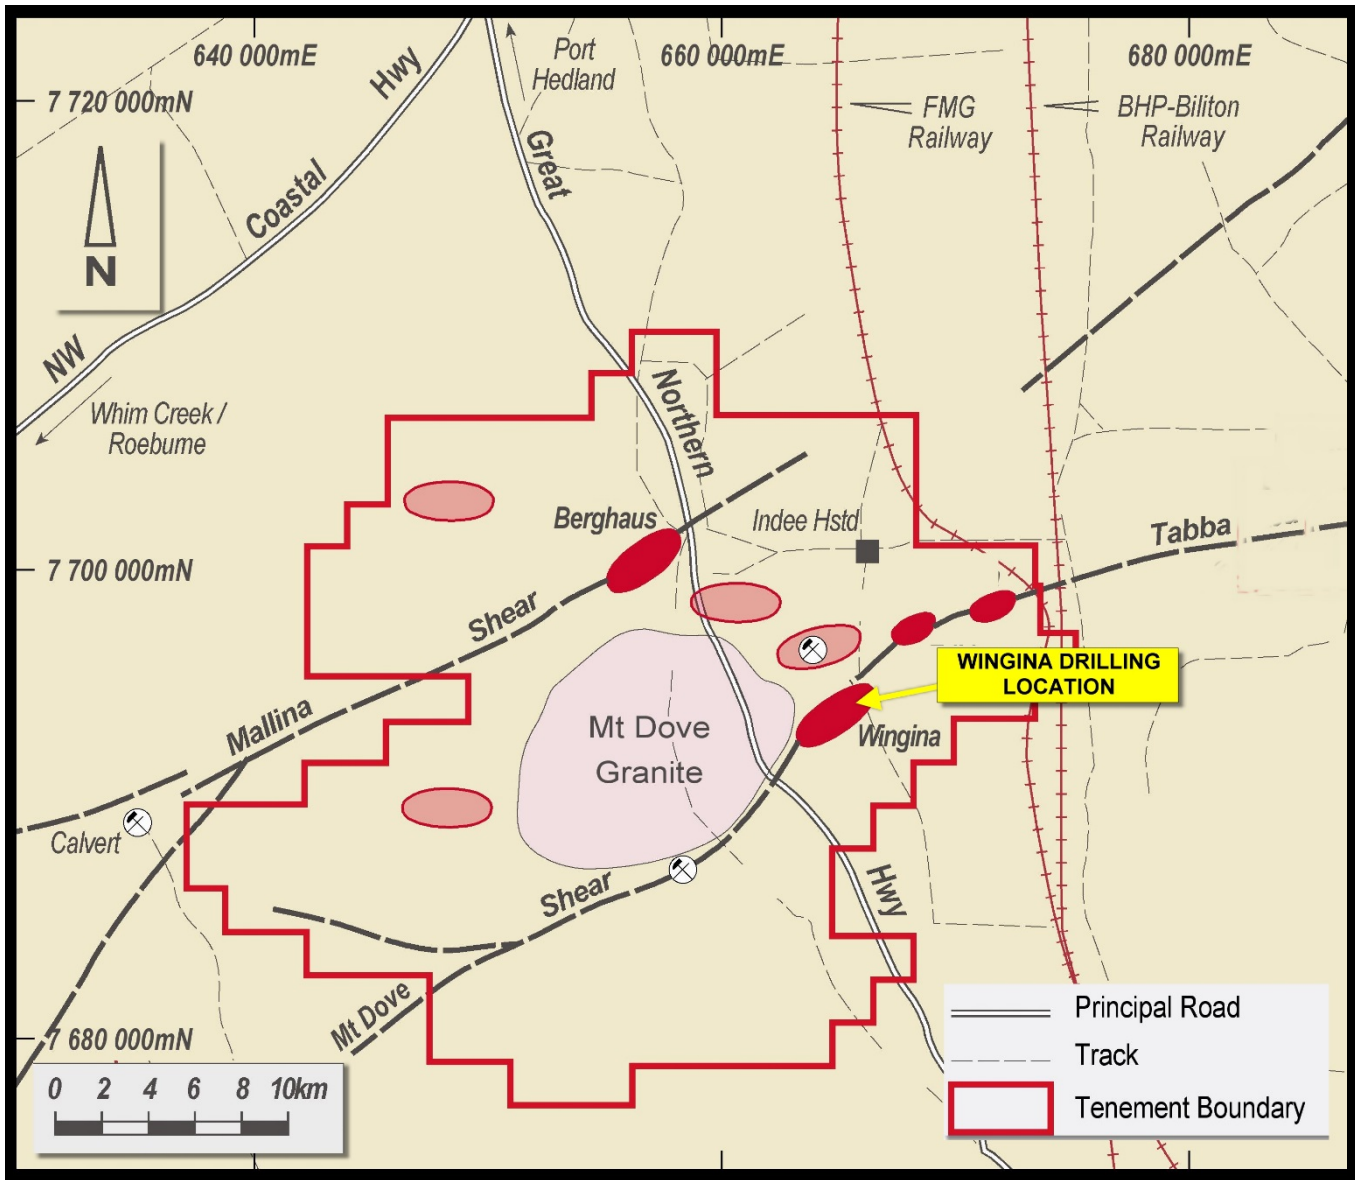 640 000mE
660 000mE
680 000mE
Port
Hedland
7 720 000mN
Hwy
FMG
Railway
BHP-Biliton
Railway
Great
Coastal
N
NW
Whim Creek /
Roebume
Northern
Berghaus
Indee Hstd
Tabba
7 700 000mN
Shear
WINGINA DRILLING
LOCATION
Mallina
Mt Dove
Granite
Wingina
Calvert
Shear
Hwy
Mt Dove
7 680 000mN
Principal Road
Track
Tenement Boundary
0 2 4 6 8 10km